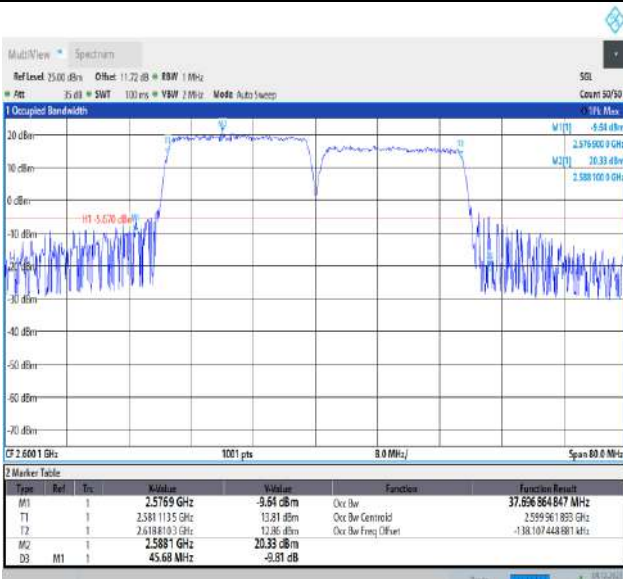 MultiView Spectrum
Ref Level 25.00 dBm Offset 11.72 dB RBW 1 MHz SGL
Att 35 dB SWT 100 ms VBW 2 MHz Mode Auto Sweep Count 50/50
1 Occupied Bandwidth 1Pk Max
M1[1] -9.64 dBm
2.576900 0 GHz
M2[1] 20.33 dBm
2.588100 0 GHz
20 dBm
10 dBm
0 dBm
H1 -5.670 dBm
-10 dBm
-30 dBm
-40 dBm
-50 dBm
-60 dBm
-70 dBm
CF 2.6001 GHz 1001 pts 8.0 MHz/ Span 80.0 MHz
2 Marker Table
Type Ref Trc X-Value Y-Value Function Function Result
M1 1 2.5769 GHz -9.64 dBm Occ Bw 37.696 864 847 MHz
T1 1 2.581 113 5 GHz 13.81 dBm Occ Bw Centroid 2.599 961 893 GHz
T2 1 2.618 810 3 GHz 12.86 dBm Occ Bw Freq Offset -138.107 448 881 kHz
M2 1 2.5881 GHz 20.33 dBm
D3 M1 1 45.68 MHz -9.81 dB